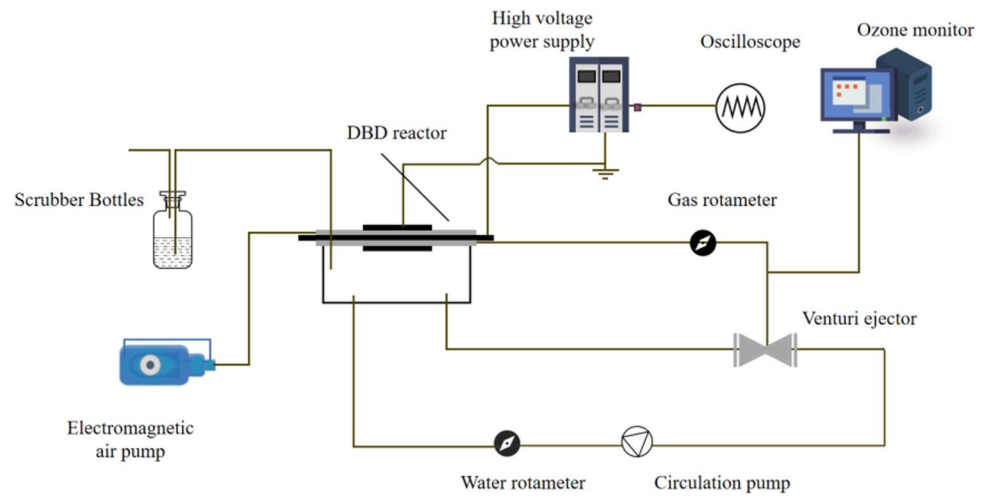 High voltage
power supply
Oscilloscope
Ozone monitor
DBD reactor
Scrubber Bottles
Gas rotameter
Venturi ejector
Electromagnetic
air pump
Water rotameter
Circulation pump